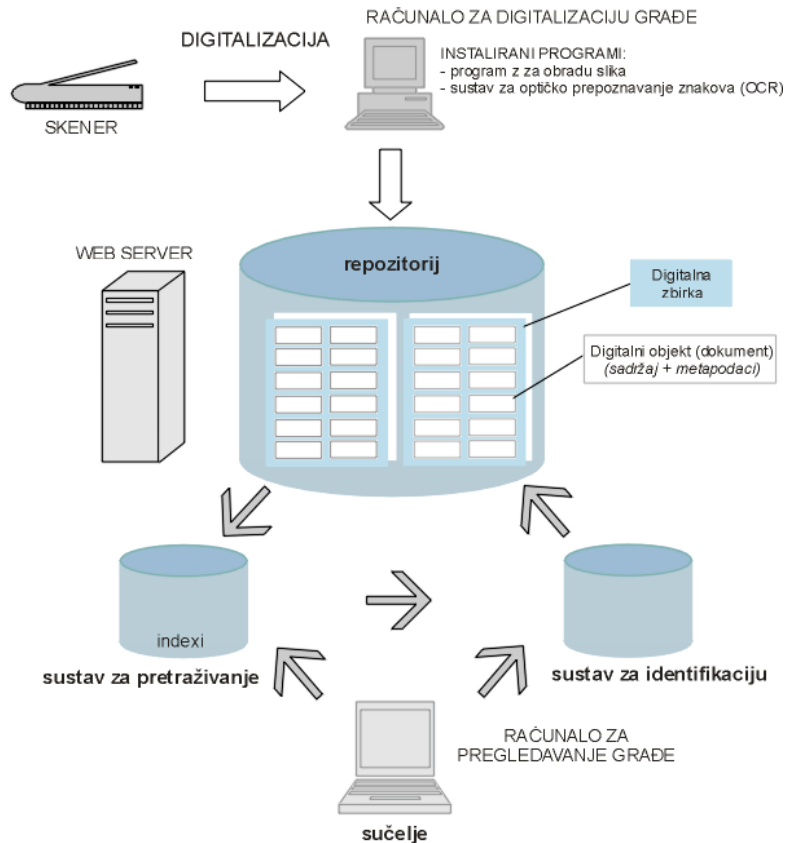 RAČUNALO ZA DIGITALIZACIJU GRAĐE
DIGITALIZACIJA
INSTALIRANI PROGRAMI:
- program z za obradu slika
- sustav za optičko prepoznavanje znakova (OCR)
SKENER
WEB SERVER
repozitorij
Digitalna
zbirka
Digitalni objekt (dokument)
(sadržaj + metapodaci)
indexi
sustav za pretraživanje
sustav za identifikaciju
RAČUNALO ZA
PREGLEDAVANJE GRAĐE
sučelje